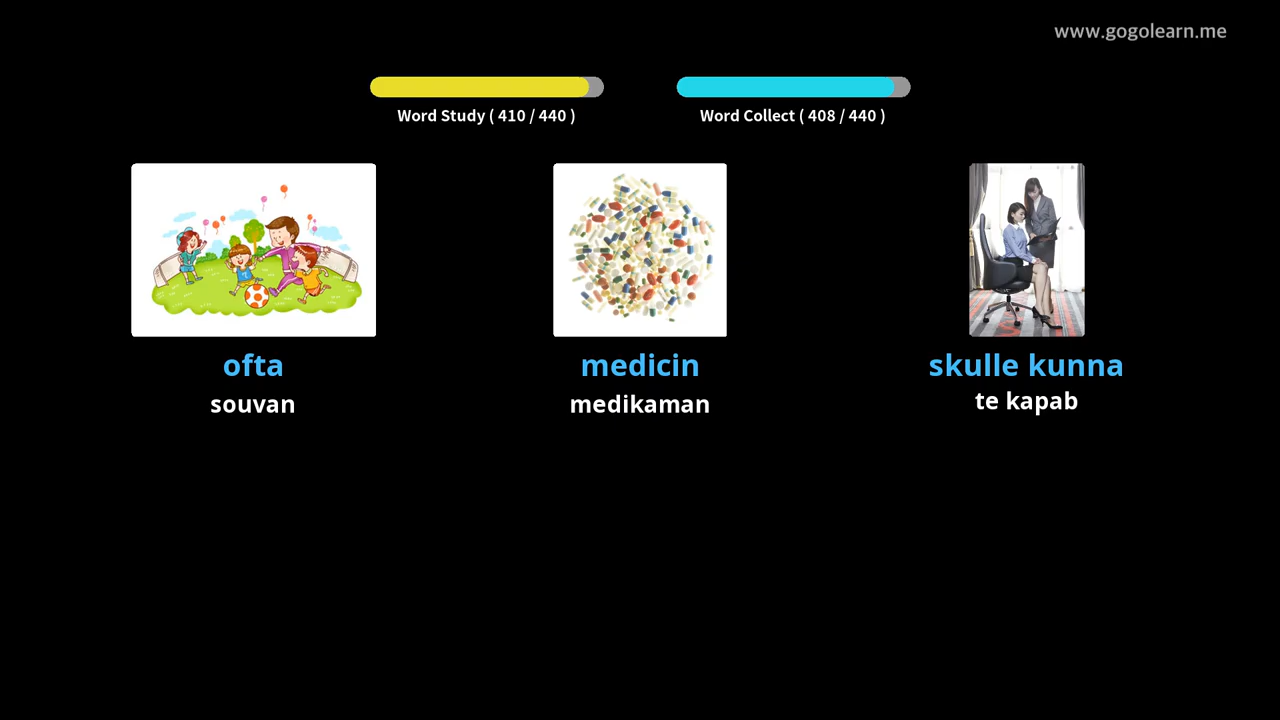 www.gogolearn.me
Word Study ( 410 / 440 )
Word Collect ( 408 / 440 )
ofta
medicin
skulle kunna
souvan
medikaman
te kapab